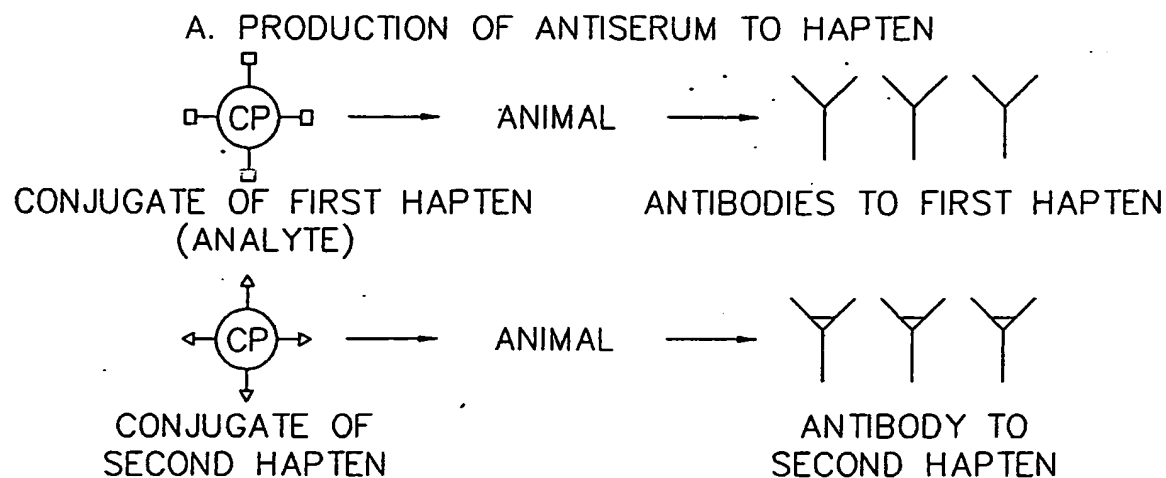 A. PRODUCTION OF ANTISERUM TO HAPTEN
CP
ANIMAL
CONJUGATE OF FIRST HAPTEN
(ANALYTE)
ANTIBODIES TO FIRST HAPTEN
CP
ANIMAL
CONJUGATE OF
SECOND HAPTEN
ANTIBODY TO
SECOND HAPTEN